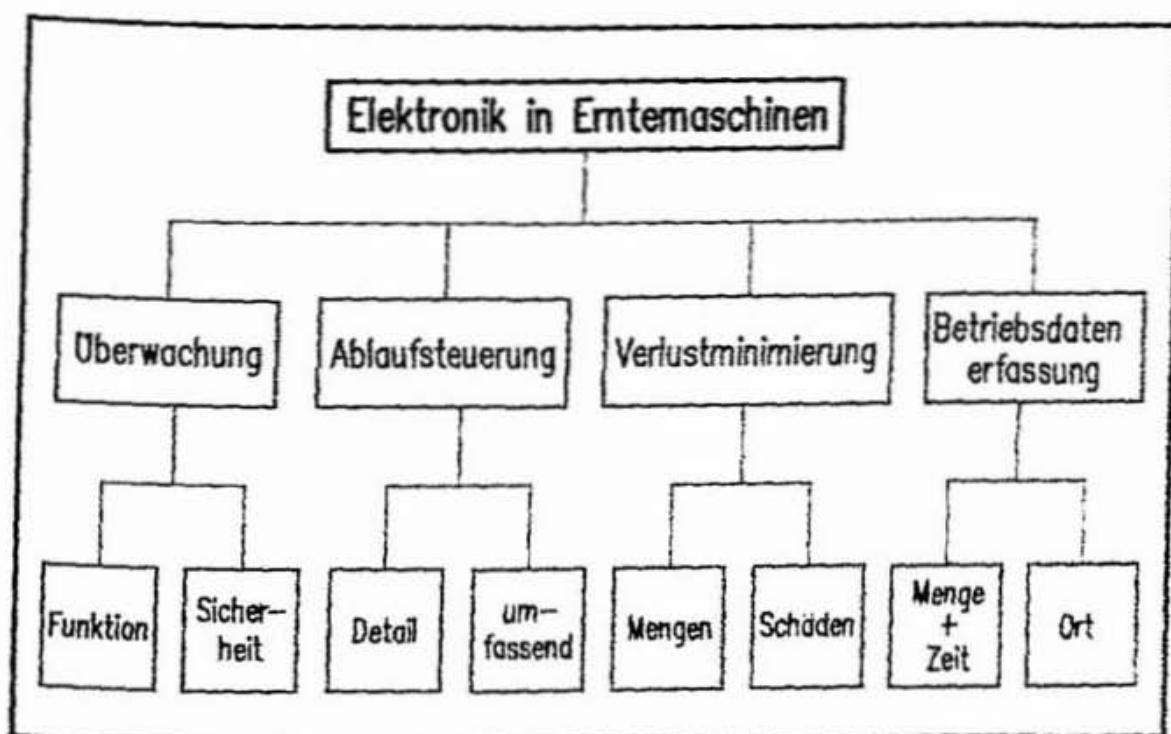 Elektronik in Erntemaschinen
Überwachung
Ablaufsteuerung
Verlustminimierung
Betriebsdaten
erfassung
Funktion
Sicher-
heit
Detail
um-
fassend
Mengen
Schäden
Menge
+
Zeit
Ort